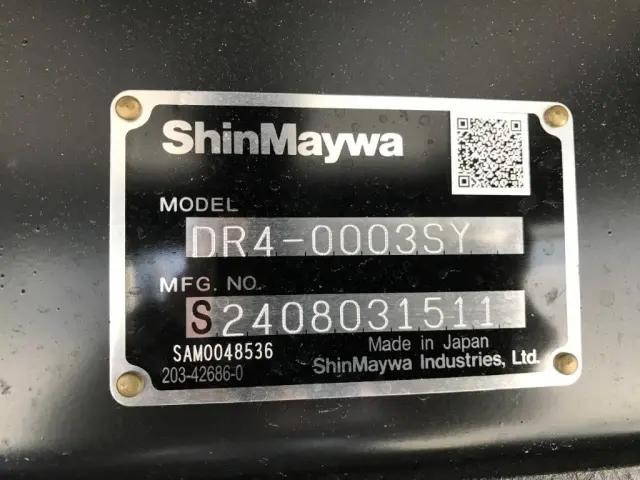 ShinMaywa
MODEL
DR4-0003SY
MFG. NO.
S2408031511
SAM0048536
203-42686-0
Made in Japan
ShinMaywa Industries, Ltd.